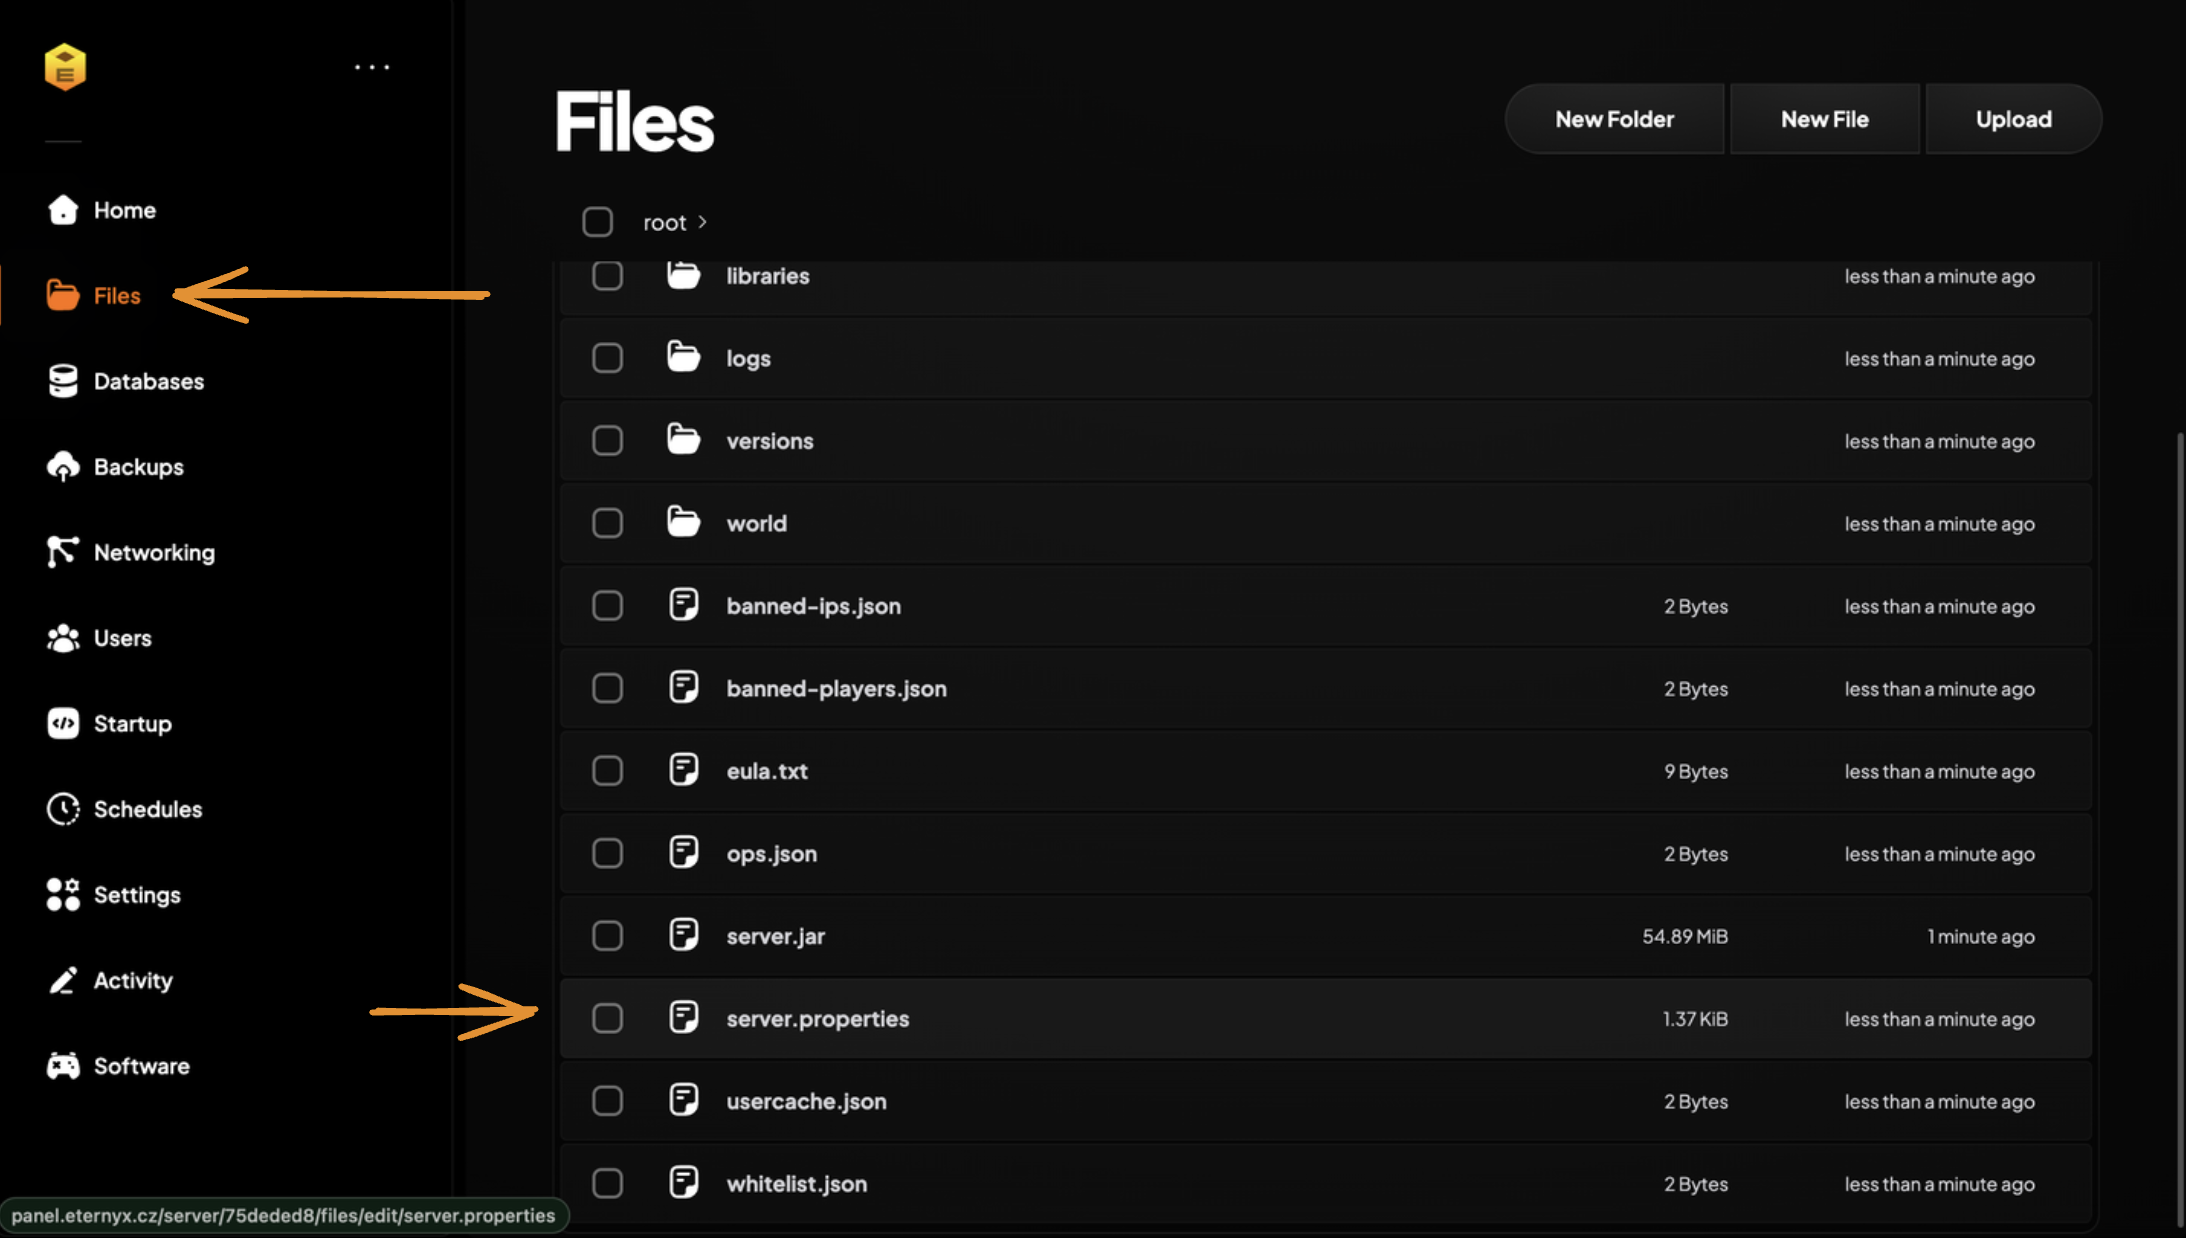 E
...
Home
Files
Databases
Backups
Networking
Users
Startup
Schedules
Settings
Activity
Software
Files
New Folder
New File
Upload
root >
libraries less than a minute ago
logs less than a minute ago
versions less than a minute ago
world less than a minute ago
banned-ips.json 2 Bytes less than a minute ago
banned-players.json 2 Bytes less than a minute ago
eula.txt 9 Bytes less than a minute ago
ops.json 2 Bytes less than a minute ago
server.jar 54.89 MiB 1 minute ago
server.properties 1.37 KiB less than a minute ago
usercache.json 2 Bytes less than a minute ago
whitelist.json 2 Bytes less than a minute ago
panel.eternyx.cz/server/75deded8/files/edit/server.properties